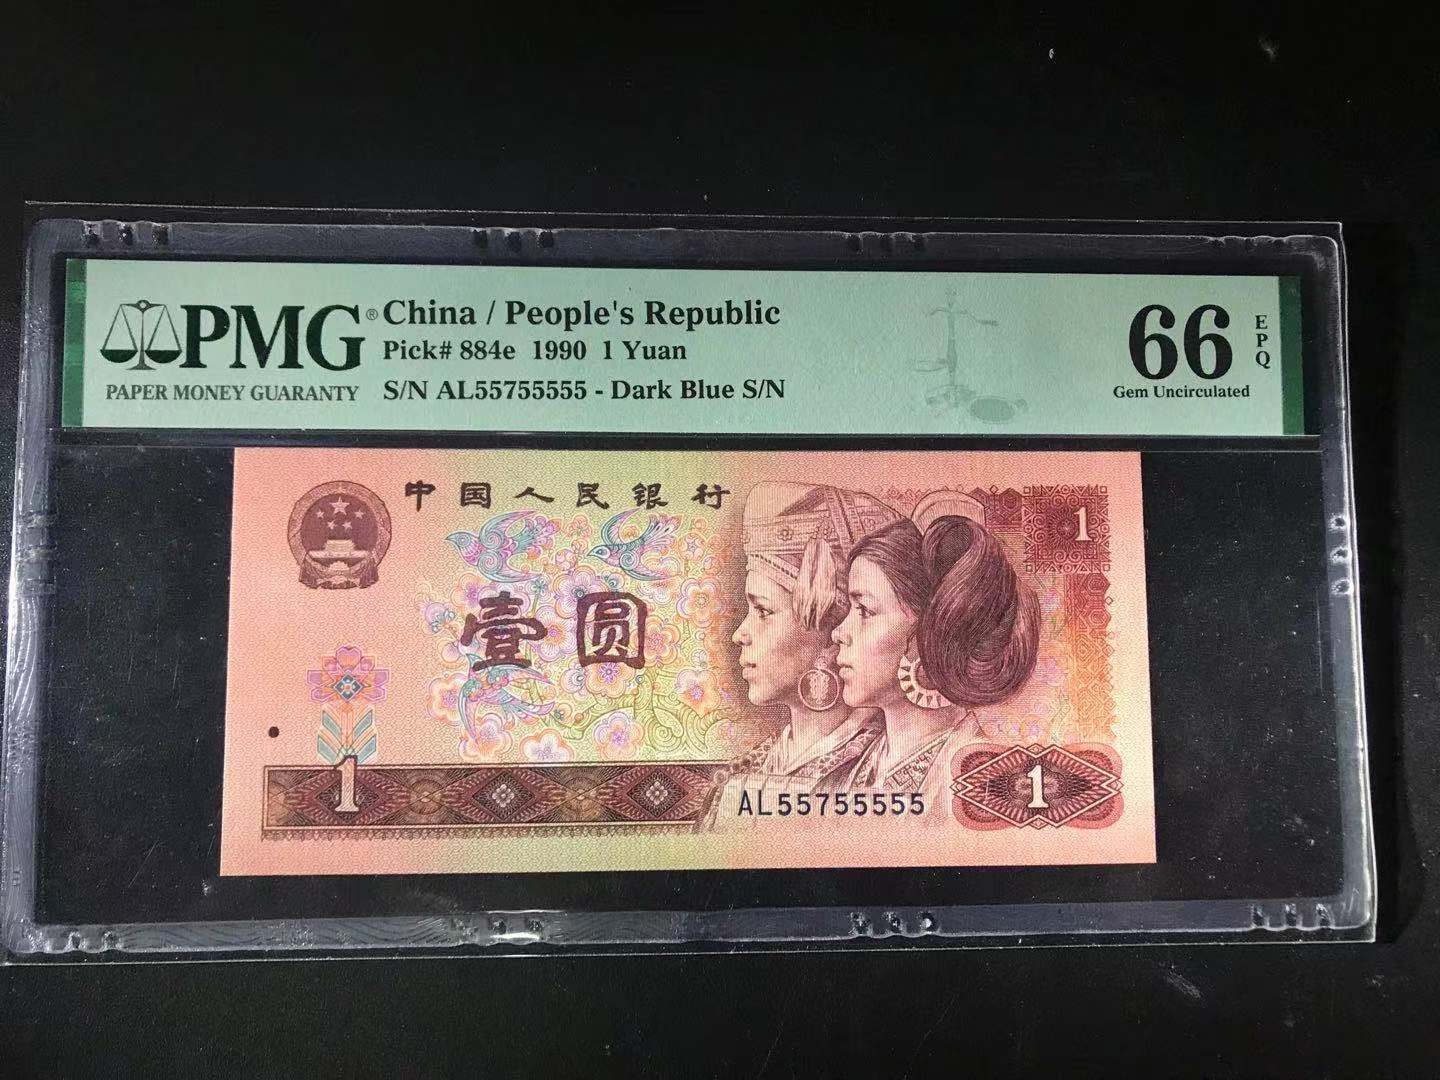 PMG® China / People's Republic
Pick# 884e 1990 1 Yuan
PAPER MONEY GUARANTY S/N AL55755555 - Dark Blue S/N
66 EPQ
Gem Uncirculated
中国人民银行
1
壹圆
1
1
AL55755555